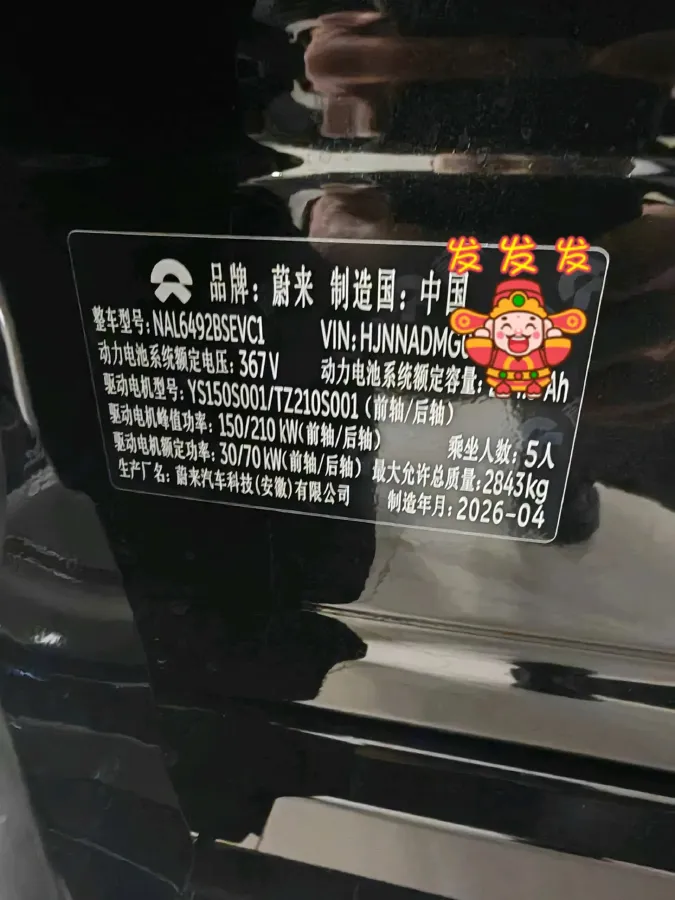 发 发 发
品牌：蔚来 制造国：中国
整车型号：NAL6492BSEVC1 VIN：HJNNADMG
动力电池系统额定电压：367V 动力电池系统额定容量： Ah
驱动电机型号：YS150S001/TZ210S001（前轴/后轴）
驱动电机峰值功率：150/210 kW（前轴/后轴） 乘坐人数：5人
驱动电机额定功率：30/70 kW（前轴/后轴） 最大允许总质量：2843kg
生产厂名：蔚来汽车科技（安徽）有限公司 制造年月：2026-04